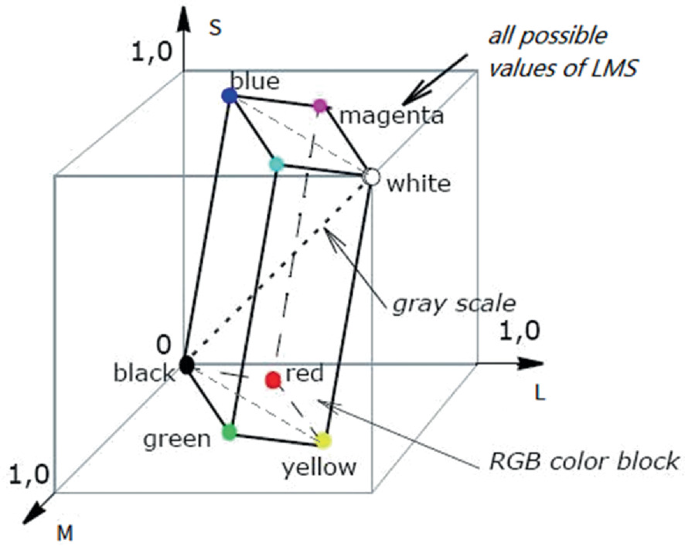 S
all possible
values of LMS
1,0
blue
magenta
white
gray scale
0
1,0
black
red
L
green
yellow
RGB color block
1,0
M